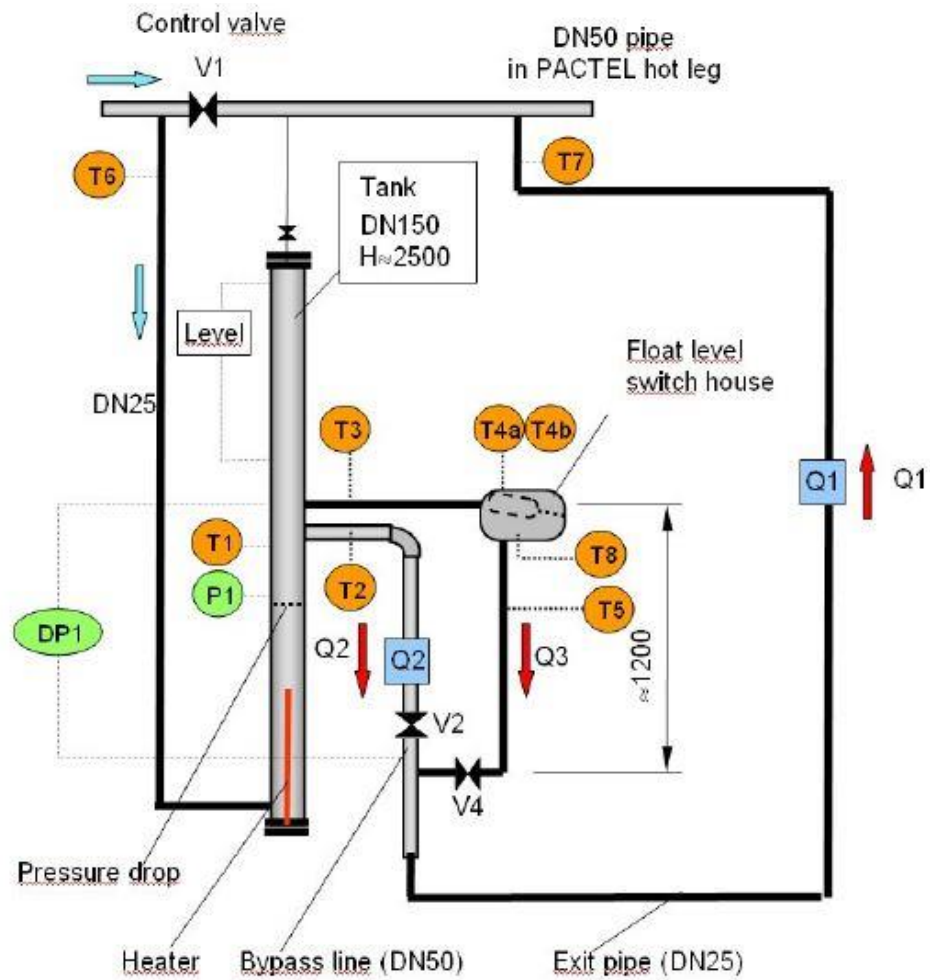 Control valve
V1
DN50 pipe
in PACTEL hot leg
T6
T7
Tank
DN150
H≈2500
Level
DN25
Float level
switch house
T3
T4a
T4b
Q1
Q1
T1
T2
T8
P1
T5
DP1
Q2
Q2
Q3
≈1200
V2
V4
Pressure drop
Heater
Bypass line (DN50)
Exit pipe (DN25)